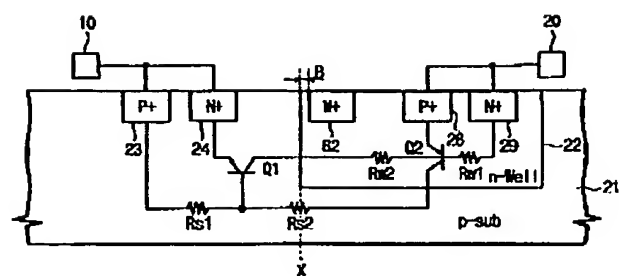 10
20
B
P+
N+
N+
P+
N+
23
24
62
Q2
28
29
22
Q1
Rw2
Rw1
n-Well
21
Rs1
Rs2
p-sub
X